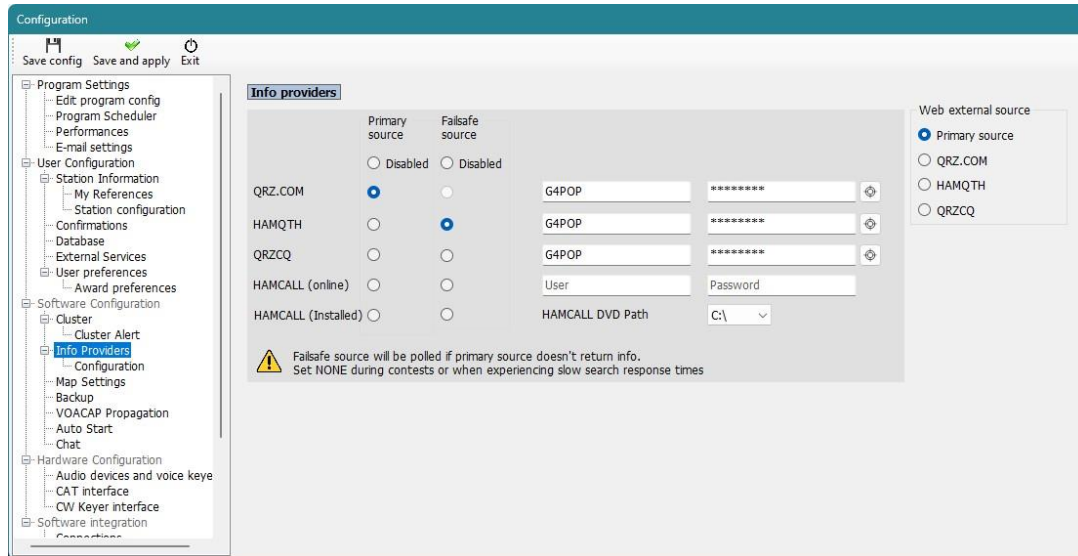 Configuration
Save config Save and apply Exit
Program Settings
Edit program config
Program Scheduler
Performances
E-mail settings
User Configuration
Station Information
My References
Station configuration
Confirmations
Database
External Services
User preferences
Award preferences
Software Configuration
Cluster
Cluster Alert
Info Providers
Configuration
Map Settings
Backup
VOACAP Propagation
Auto Start
Chat
Hardware Configuration
Audio devices and voice keye
CAT interface
CW Keyer interface
Software integration
Info providers
Primary source Failsafe source
Disabled Disabled
QRZ.COM G4POP ********
HAMQTH G4POP ********
QRZCQ G4POP ********
HAMCALL (online) User Password
HAMCALL (Installed) HAMCALL DVD Path C:\
Failsafe source will be polled if primary source doesn't return info.
Set NONE during contests or when experiencing slow search response times
Web external source
Primary source
QRZ.COM
HAMQTH
QRZCQ